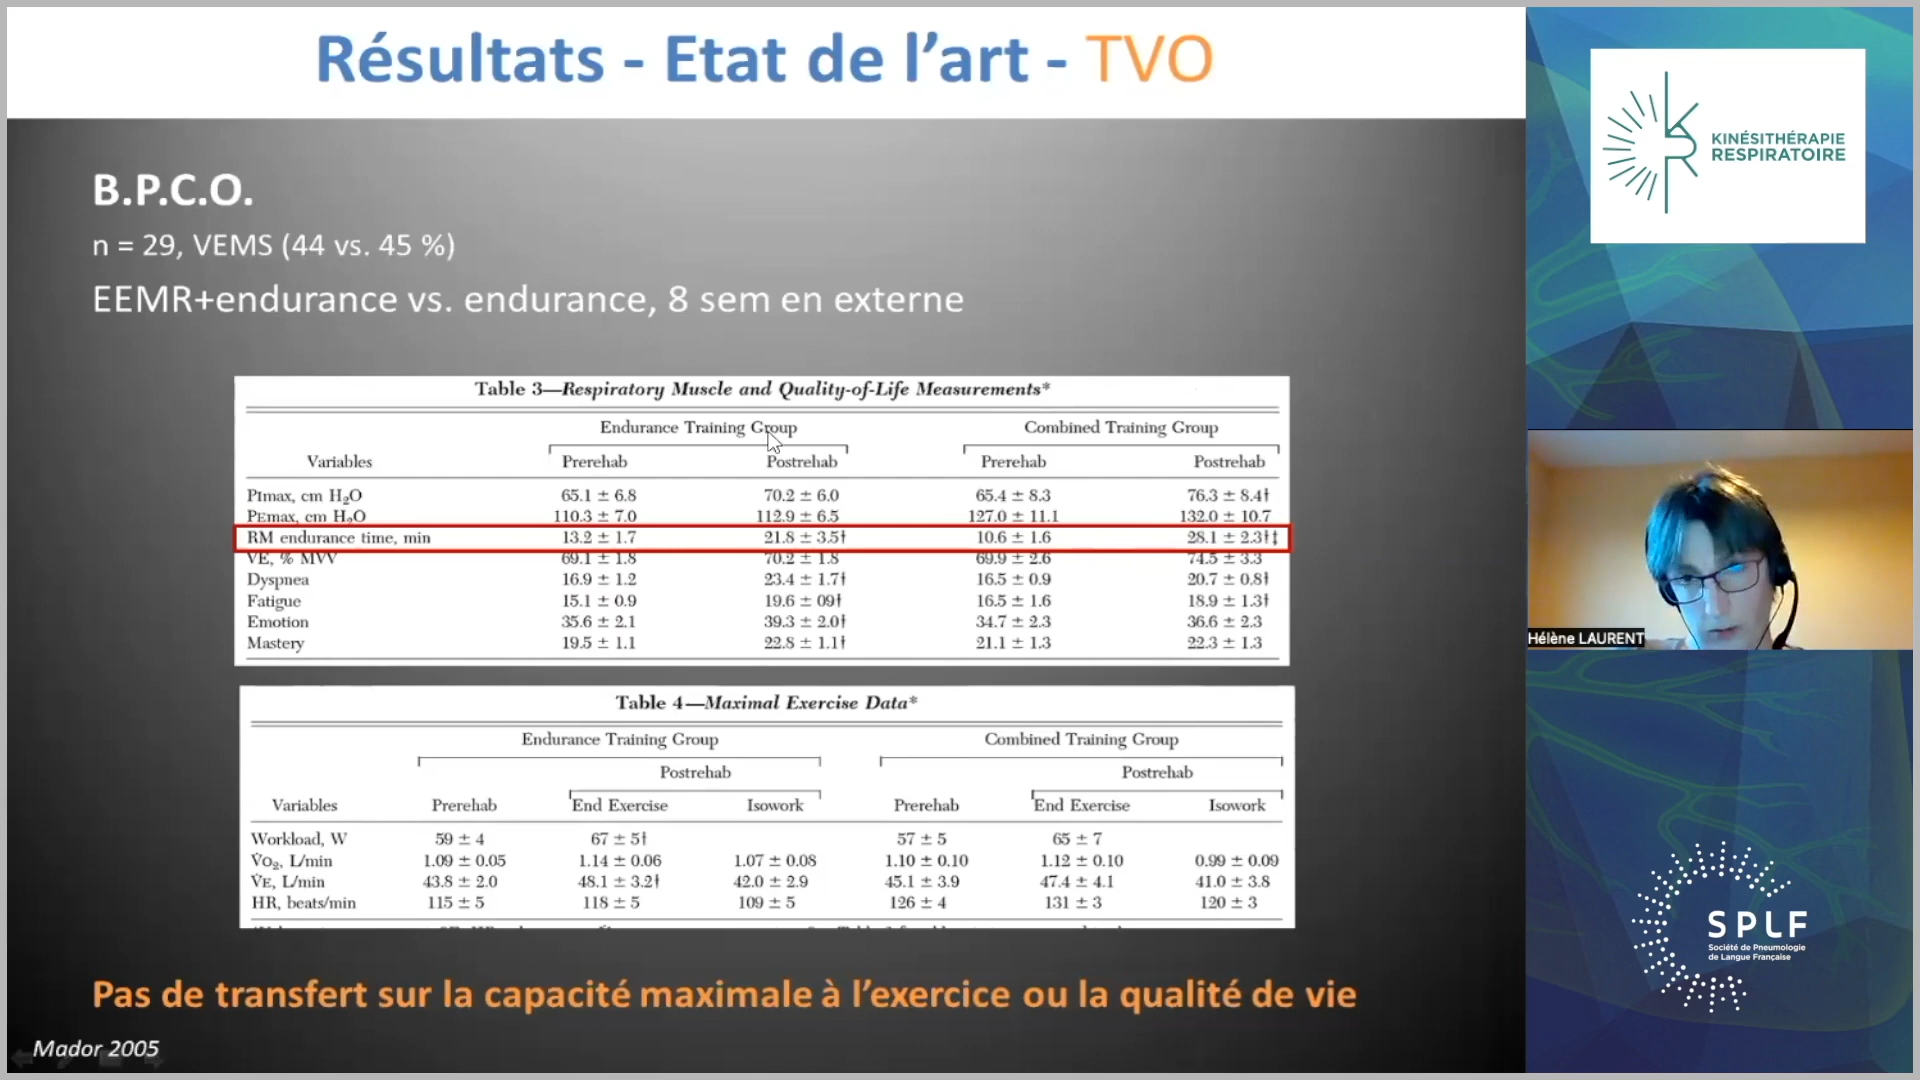 Résultats - Etat de l'art - TVO
B.P.C.O.
n = 29, VEMS (44 vs. 45 %)
EEMR+endurance vs. endurance, 8 sem en externe
Table 3—Respiratory Muscle and Quality-of-Life Measurements*
Endurance Training Group Combined Training Group
Variables Prerehab Postrehab Prerehab Postrehab
PImax, cm H₂O 65.1 ± 6.8 70.2 ± 6.0 65.4 ± 8.3 76.3 ± 8.4†
PEmax, cm H₂O 110.3 ± 7.0 112.9 ± 6.5 127.0 ± 11.1 132.0 ± 10.7
RM endurance time, min 13.2 ± 1.7 21.8 ± 3.5† 10.6 ± 1.6 28.1 ± 2.3†‡
VE, % MVV 69.1 ± 1.8 70.2 ± 1.8 69.9 ± 2.6 74.5 ± 3.3
Dyspnea 16.9 ± 1.2 23.4 ± 1.7† 16.5 ± 0.9 20.7 ± 0.8†
Fatigue 15.1 ± 0.9 19.6 ± 09† 16.5 ± 1.6 18.9 ± 1.3†
Emotion 35.6 ± 2.1 39.3 ± 2.0† 34.7 ± 2.3 36.6 ± 2.3
Mastery 19.5 ± 1.1 22.8 ± 1.1† 21.1 ± 1.3 22.3 ± 1.3
Table 4—Maximal Exercise Data*
Endurance Training Group Combined Training Group
Postrehab Postrehab
Variables Prerehab End Exercise Isowork Prerehab End Exercise Isowork
Workload, W 59 ± 4 67 ± 5† 57 ± 5 65 ± 7
V̇O₂, L/min 1.09 ± 0.05 1.14 ± 0.06 1.07 ± 0.08 1.10 ± 0.10 1.12 ± 0.10 0.99 ± 0.09
V̇E, L/min 43.8 ± 2.0 48.1 ± 3.2† 42.0 ± 2.9 45.1 ± 3.9 47.4 ± 4.1 41.0 ± 3.8
HR, beats/min 115 ± 5 118 ± 5 109 ± 5 126 ± 4 131 ± 3 120 ± 3
Pas de transfert sur la capacité maximale à l'exercice ou la qualité de vie
Mador 2005
KINÉSITHÉRAPIE
RESPIRATOIRE
Hélène LAURENT
SPLF
Société de Pneumologie
de Langue Française